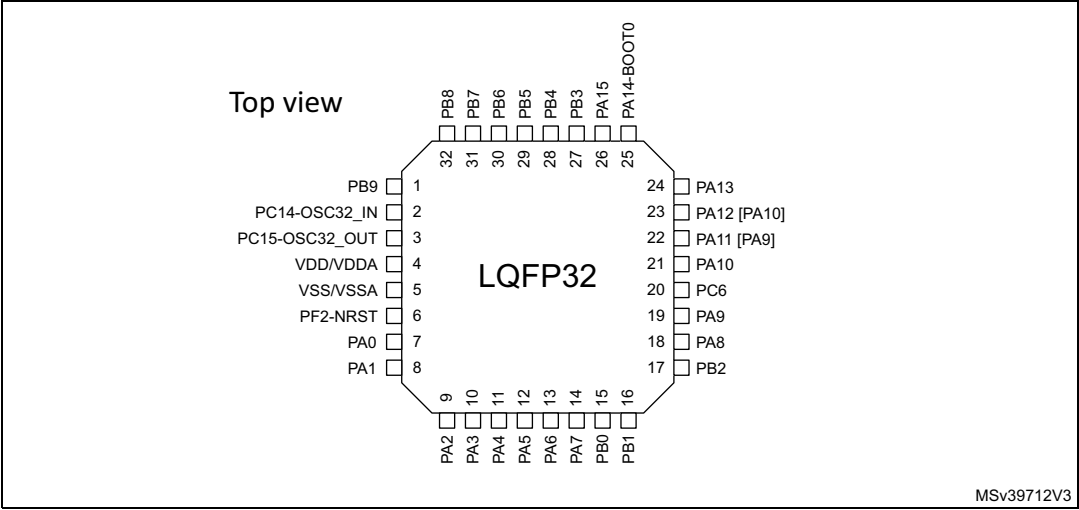 Top view
PB8
PB7
PB6
PB5
PB4
PB3
PA15
PA14-BOOT0
32
31
30
29
28
27
26
25
PB9 1
PC14-OSC32_IN 2
PC15-OSC32_OUT 3
VDD/VDDA 4
VSS/VSSA 5
PF2-NRST 6
PA0 7
PA1 8
LQFP32
24 PA13
23 PA12 [PA10]
22 PA11 [PA9]
21 PA10
20 PC6
19 PA9
18 PA8
17 PB2
9
10
11
12
13
14
15
16
PA2
PA3
PA4
PA5
PA6
PA7
PB0
PB1
MSv39712V3